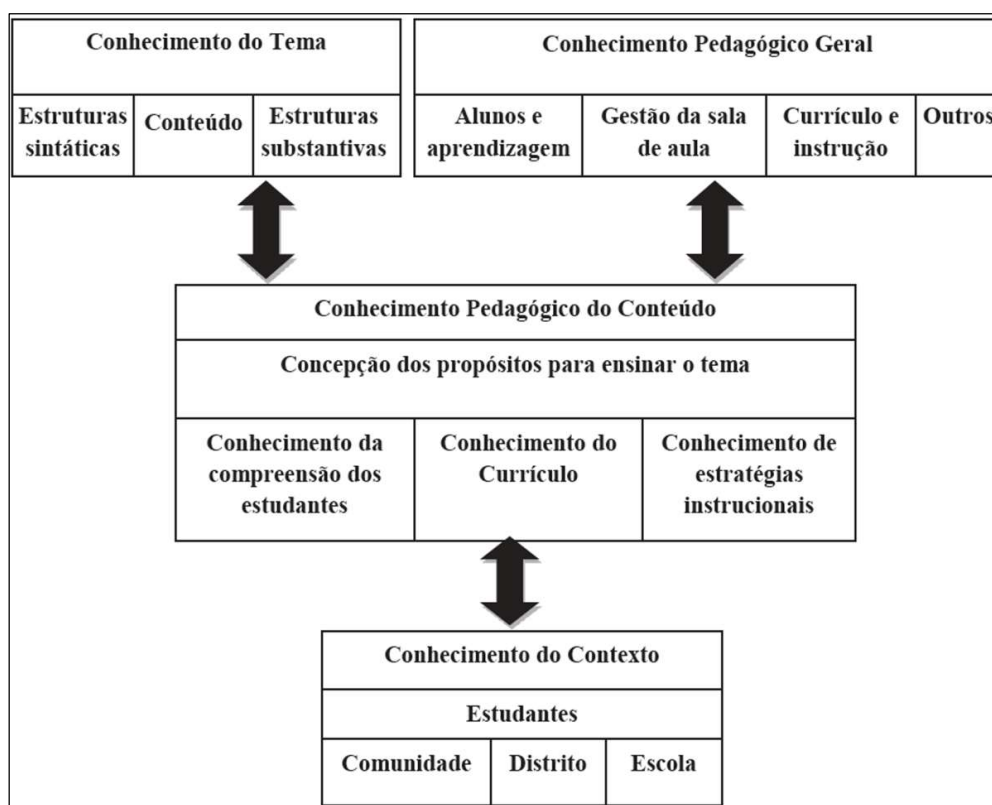 Conhecimento do Tema
Estruturas
sintáticas
Conteúdo
Estruturas
substantivas
Conhecimento Pedagógico Geral
Alunos e
aprendizagem
Gestão da sala
de aula
Currículo e
instrução
Outros
Conhecimento Pedagógico do Conteúdo
Concepção dos propósitos para ensinar o tema
Conhecimento da
compreensão dos
estudantes
Conhecimento do
Currículo
Conhecimento de
estratégias
instrucionais
Conhecimento do Contexto
Estudantes
Comunidade
Distrito
Escola